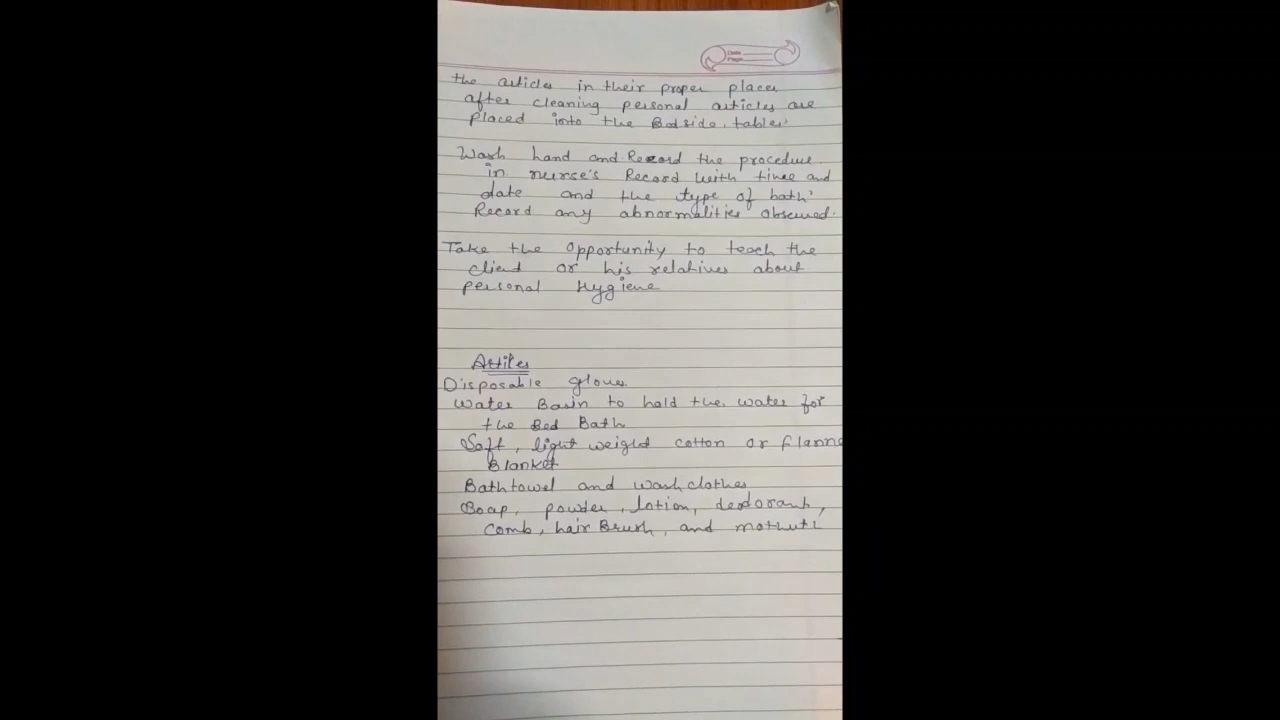 Date
Page
the articles in their proper places
after cleaning personal articles are
placed into the Bedside tables
Wash hand and Record the procedure
in nurse's Record with time and
date and the type of bath
Record any abnormalities observed.
Take the opportunity to teach the
client or his relatives about
personal Hygiene
Disposable gloves
Water Basin to hold the water for
the Bed Bath
Soft, light weight cotton or flanne
Blanket
Bathtowel and wash clothes
Soap, powder, lotion, deodorant,
comb, hair Brush, and